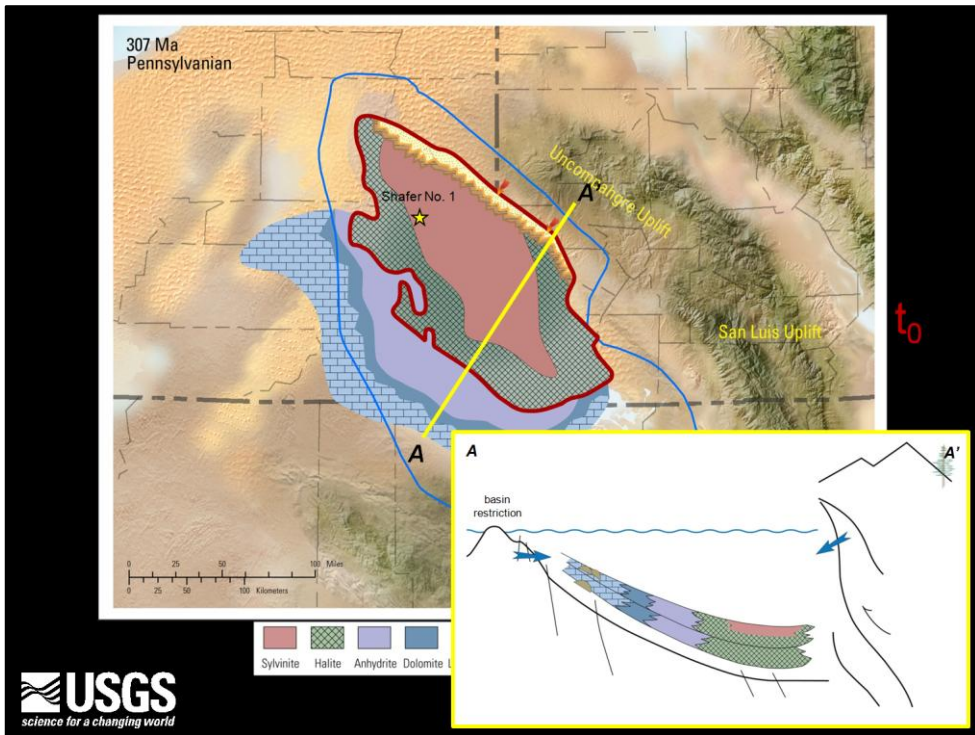 307 Ma
Pennsylvanian
Shafer No. 1
Uncompahgre Uplift
A'
San Luis Uplift
t0
A
0 25 50 100 Miles
0 25 50 100 Kilometers
Sylvinite Halite Anhydrite Dolomite L
A A'
basin
restriction
USGS
science for a changing world